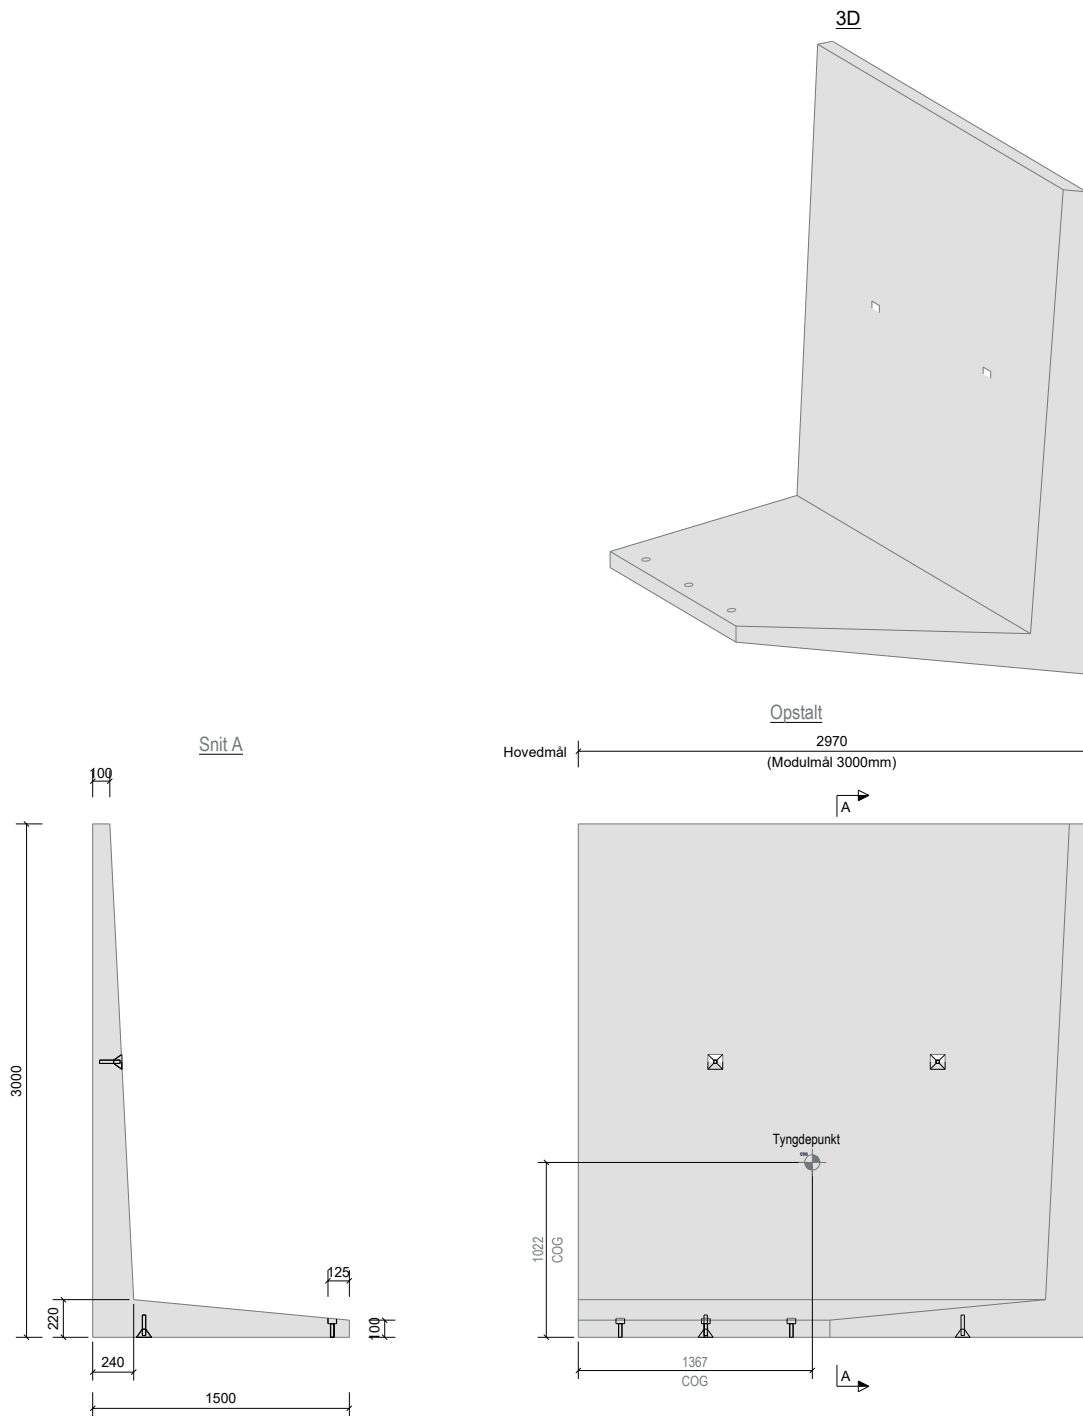 3D
Opstalt
Snit A
Hovedmål
2970
(Modulmål 3000mm)
100
A
3000
Tyngdepunkt
COG
1022
COG
125
220
100
240
1367
COG
A
1500